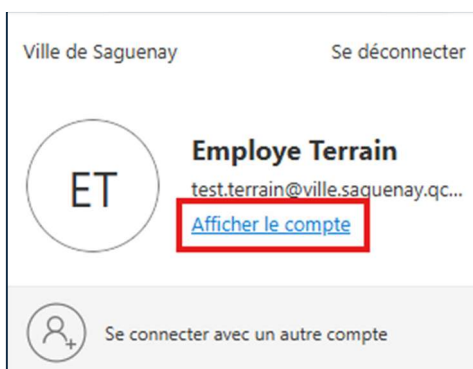 Ville de Saguenay Se déconnecter
ET
Employe Terrain
test.terrain@ville.saguenay.qc...
Afficher le compte
Se connecter avec un autre compte